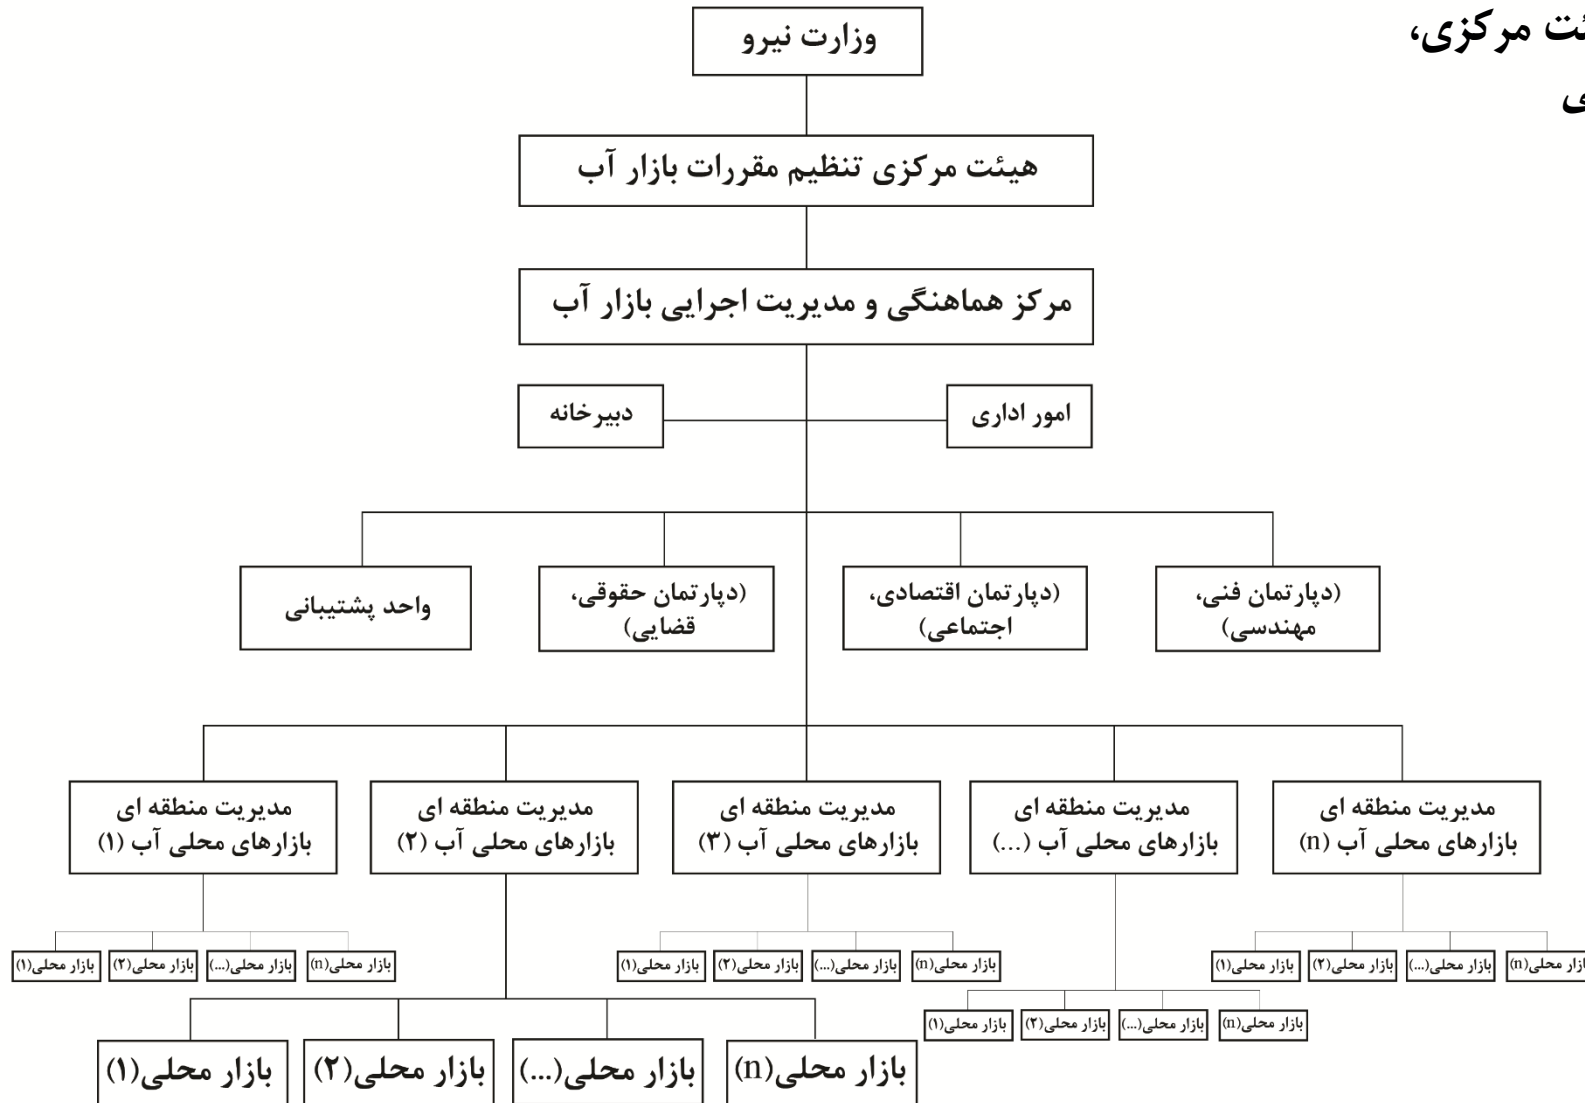 مرکزی،
وزارت نیرو
هیئت مرکزی تنظیم مقررات بازار آب
مرکز هماهنگی و مدیریت اجرایی بازار آب
امور اداری
دبیرخانه
(دپارتمان فنی،
مهندسی)
(دپارتمان اقتصادی،
اجتماعی)
(دپارتمان حقوقی،
قضایی)
واحد پشتیبانی
مدیریت منطقه ای
بازارهای محلی آب (n)
مدیریت منطقه ای
بازارهای محلی آب (...)
مدیریت منطقه ای
بازارهای محلی آب (۳)
مدیریت منطقه ای
بازارهای محلی آب (۲)
مدیریت منطقه ای
بازارهای محلی آب (۱)
بازار محلی(n)
بازار محلی(...)
بازار محلی(۲)
بازار محلی(۱)
بازار محلی(n)
بازار محلی(...)
بازار محلی(۲)
بازار محلی(۱)
بازار محلی(n)
بازار محلی(...)
بازار محلی(۲)
بازار محلی(۱)
بازار محلی(n)
بازار محلی(...)
بازار محلی(۲)
بازار محلی(۱)
بازار محلی(n)
بازار محلی(...)
بازار محلی(۲)
بازار محلی(۱)